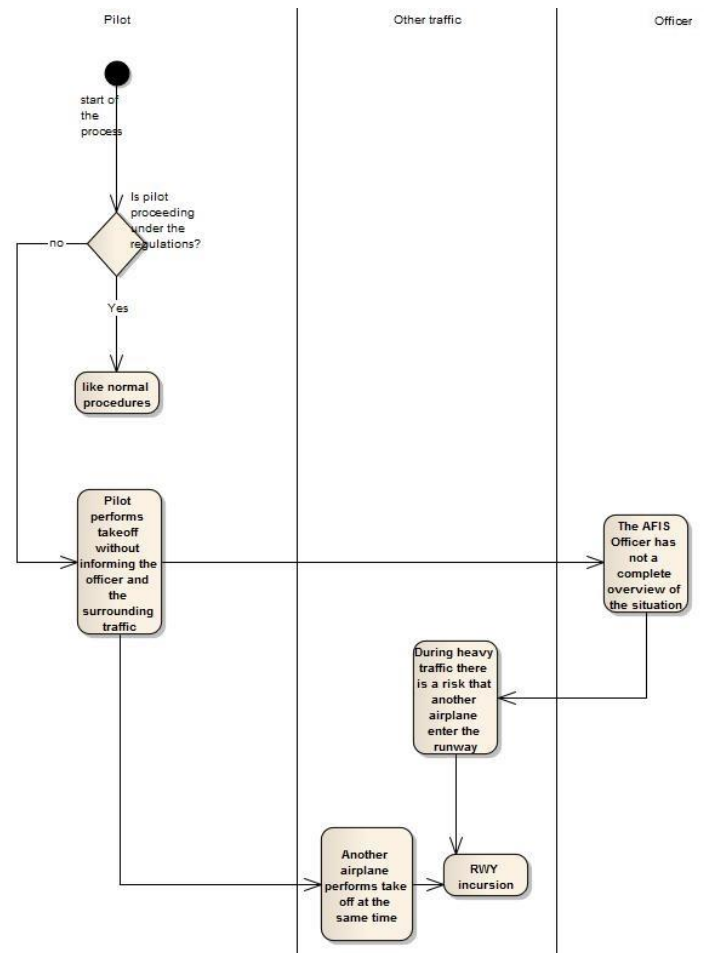 Pilot
Other traffic
Officer
start of
the
process
Is pilot
proceeding
under the
regulations?
no
Yes
like normal
procedures
Pilot
performs
takeoff
without
informing the
officer and
the
surrounding
traffic
The AFIS
Officer has
not a
complete
overview of
the situation
During heavy
traffic there
is a risk that
another
airplane
enter the
runway
Another
airplane
performs take
off at the
same time
RWY
incursion